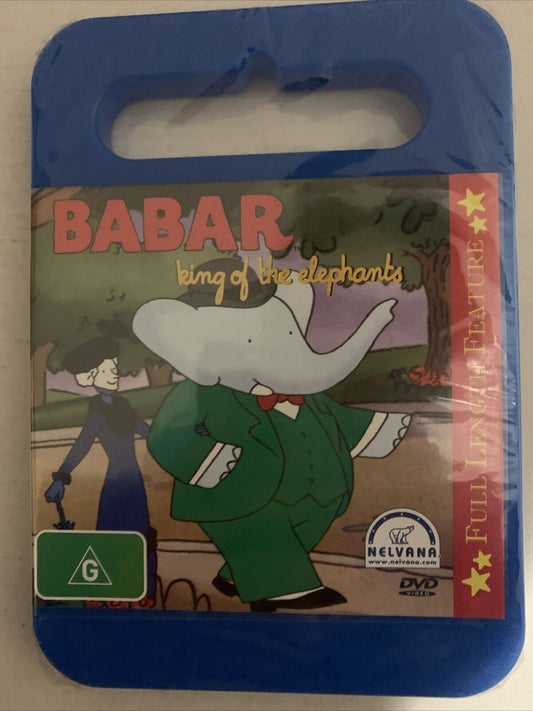 BABAR
king of the elephants
FULL LENGTH FEATURE
G
NELVANA
www.nelvana.com
DVD
VIDEO